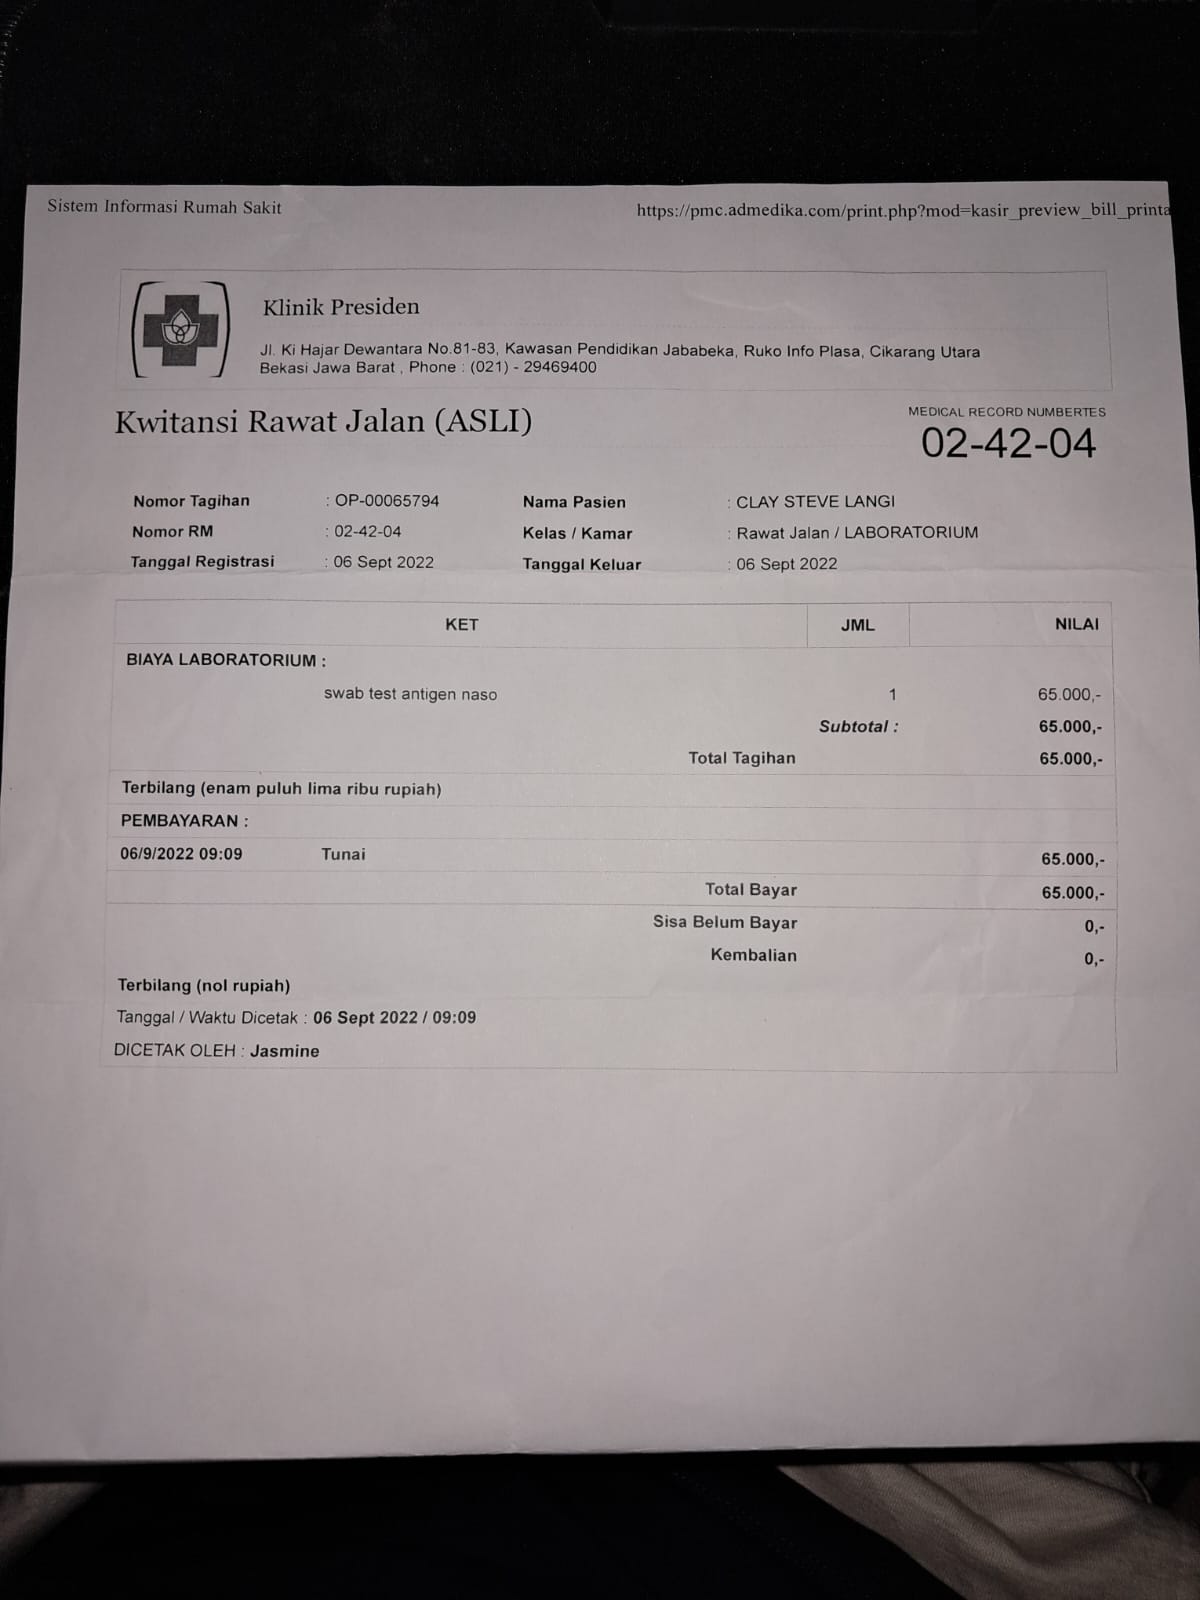 Sistem Informasi Rumah Sakit https://pmc.admedika.com/print.php?mod=kasir_preview_bill_printa
Klinik Presiden
Jl. Ki Hajar Dewantara No.81-83, Kawasan Pendidikan Jababeka, Ruko Info Plasa, Cikarang Utara
Bekasi Jawa Barat , Phone : (021) - 29469400
Kwitansi Rawat Jalan (ASLI)
MEDICAL RECORD NUMBERTES
02-42-04
Nomor Tagihan : OP-00065794 Nama Pasien : CLAY STEVE LANGI
Nomor RM : 02-42-04 Kelas / Kamar : Rawat Jalan / LABORATORIUM
Tanggal Registrasi : 06 Sept 2022 Tanggal Keluar : 06 Sept 2022
KET JML NILAI
BIAYA LABORATORIUM :
swab test antigen naso 1 65.000,-
Subtotal : 65.000,-
Total Tagihan 65.000,-
Terbilang (enam puluh lima ribu rupiah)
PEMBAYARAN :
06/9/2022 09:09 Tunai 65.000,-
Total Bayar 65.000,-
Sisa Belum Bayar 0,-
Kembalian 0,-
Terbilang (nol rupiah)
Tanggal / Waktu Dicetak : 06 Sept 2022 / 09:09
DICETAK OLEH : Jasmine